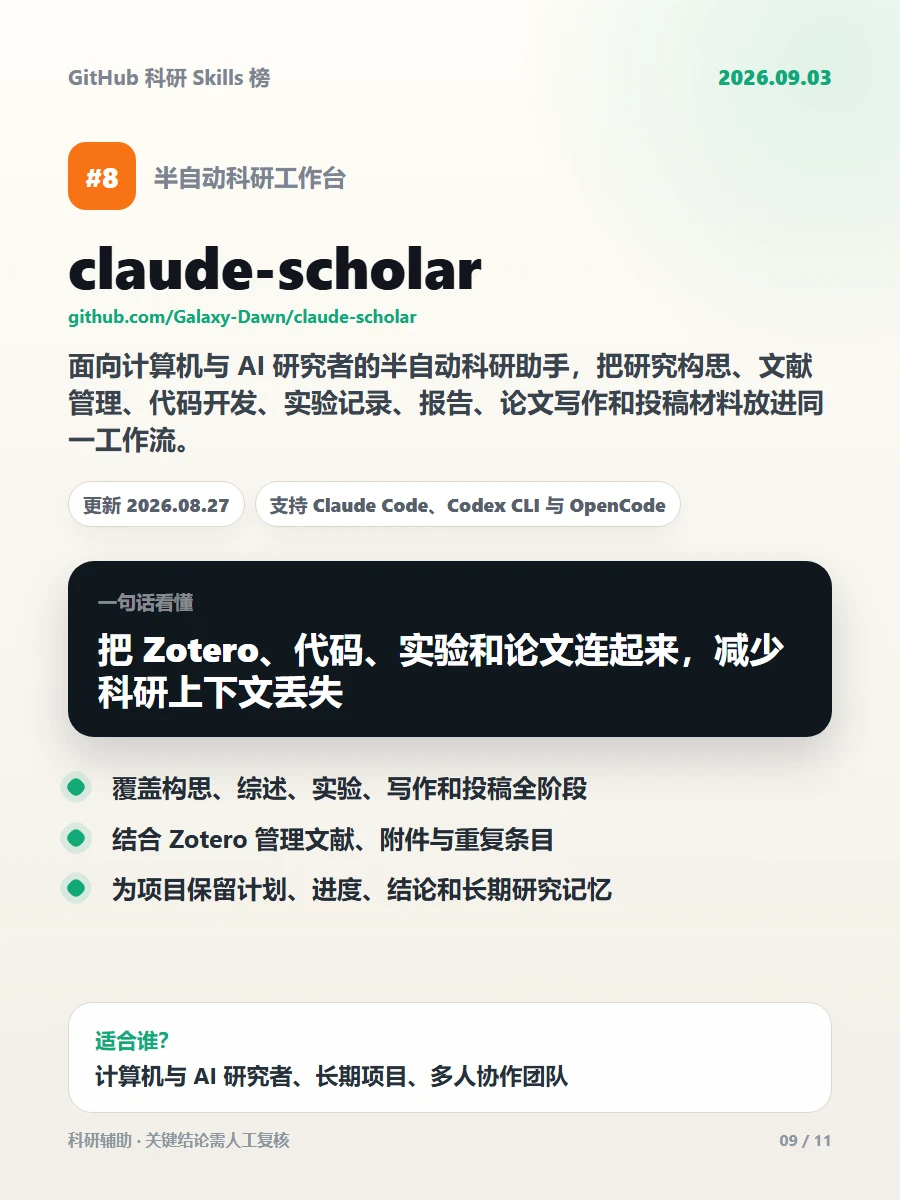 GitHub 科研 Skills 榜
2026.09.03
#8
半自动科研工作台
claude-scholar
github.com/Galaxy-Dawn/claude-scholar
面向计算机与 AI 研究者的半自动科研助手，把研究构思、文献
管理、代码开发、实验记录、报告、论文写作和投稿材料放进同
一工作流。
更新 2026.08.27
支持 Claude Code、Codex CLI 与 OpenCode
一句话看懂
把 Zotero、代码、实验和论文连起来，减少
科研上下文丢失
覆盖构思、综述、实验、写作和投稿全阶段
结合 Zotero 管理文献、附件与重复条目
为项目保留计划、进度、结论和长期研究记忆
适合谁？
计算机与 AI 研究者、长期项目、多人协作团队
科研辅助 · 关键结论需人工复核
09 / 11